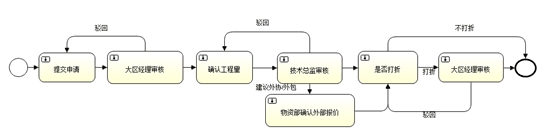 驳回
驳回
不打折
提交申请
大区经理审核
确认工程量
技术总监审核
是否打折
打折
大区经理审核
建议外协/外包
物资部确认外部报价
驳回